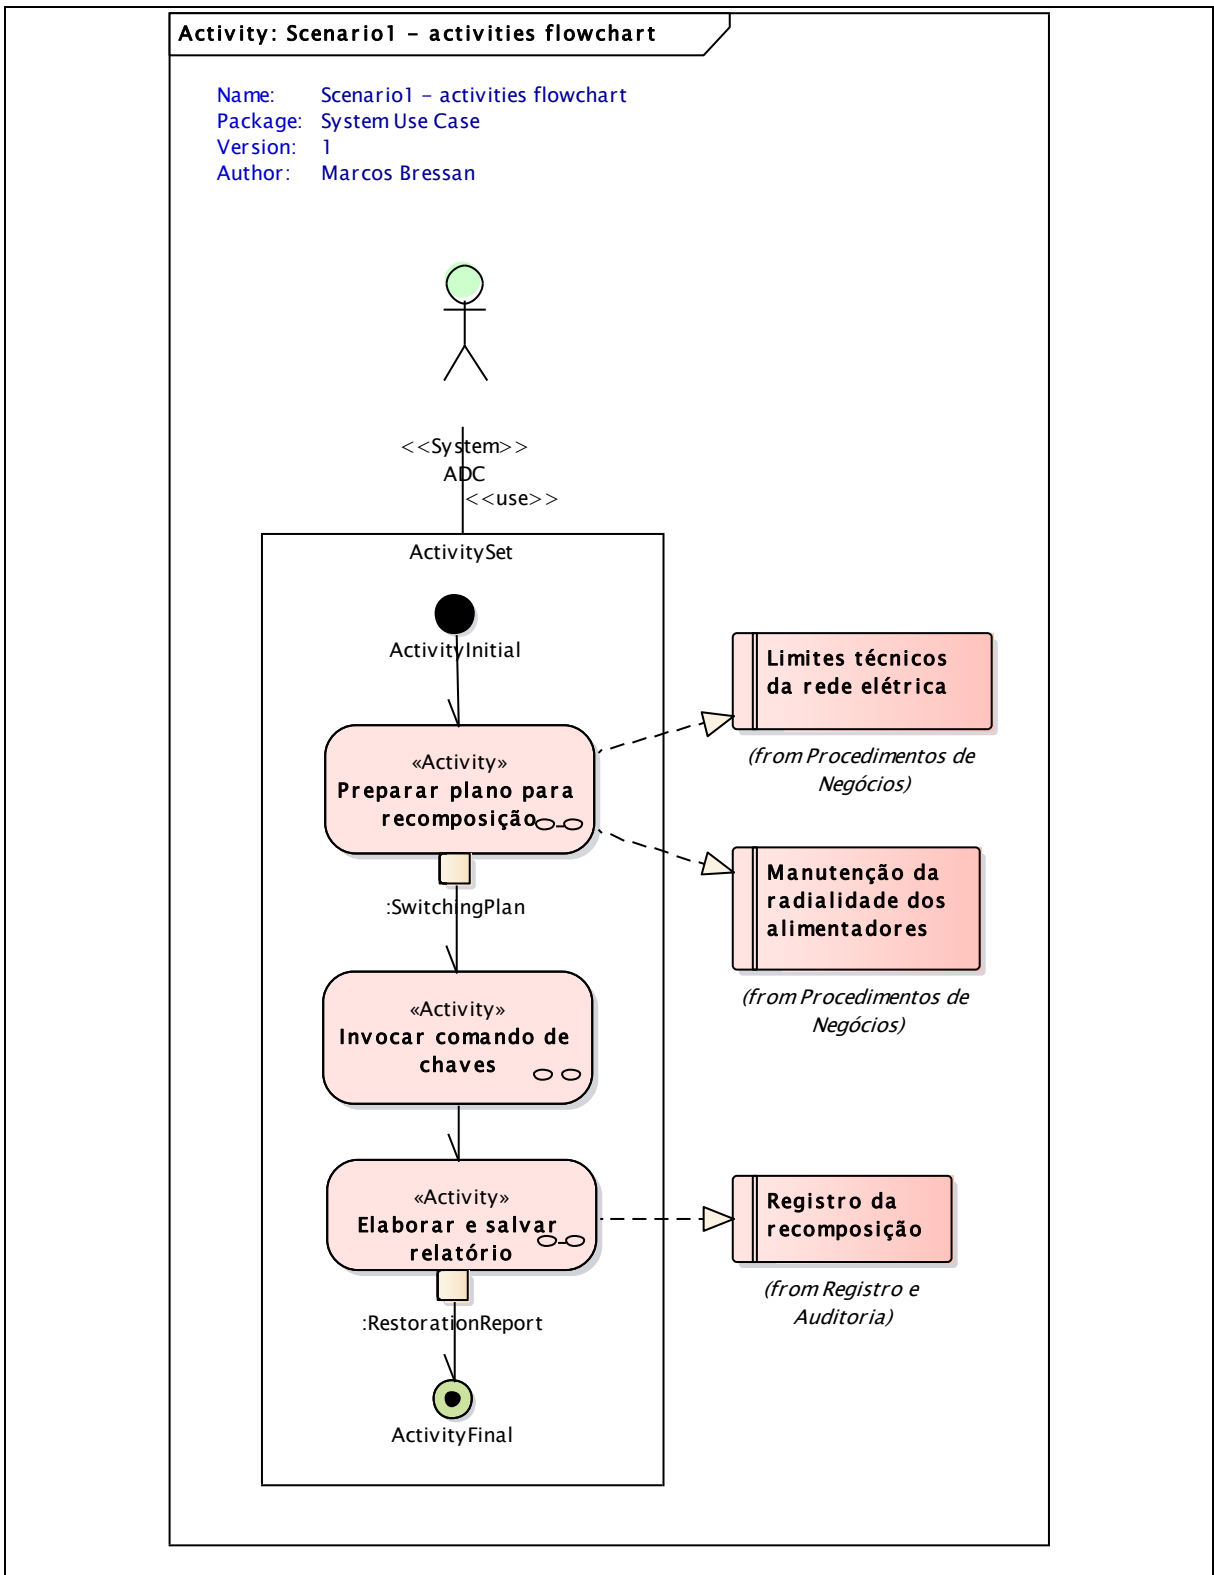 Activity: Scenario1 – activities flowchart
Name: Scenario1 – activities flowchart
Package: System Use Case
Version: 1
Author: Marcos Bressan
<<System>>
ADC
<<use>>
ActivitySet
ActivityInitial
«Activity»
Preparar plano para
recomposição
:SwitchingPlan
Limites técnicos
da rede elétrica
(from Procedimentos de
Negócios)
Manutenção da
radialidade dos
alimentadores
(from Procedimentos de
Negócios)
«Activity»
Invocar comando de
chaves
«Activity»
Elaborar e salvar
relatório
:RestorationReport
Registro da
recomposição
(from Registro e
Auditoria)
ActivityFinal